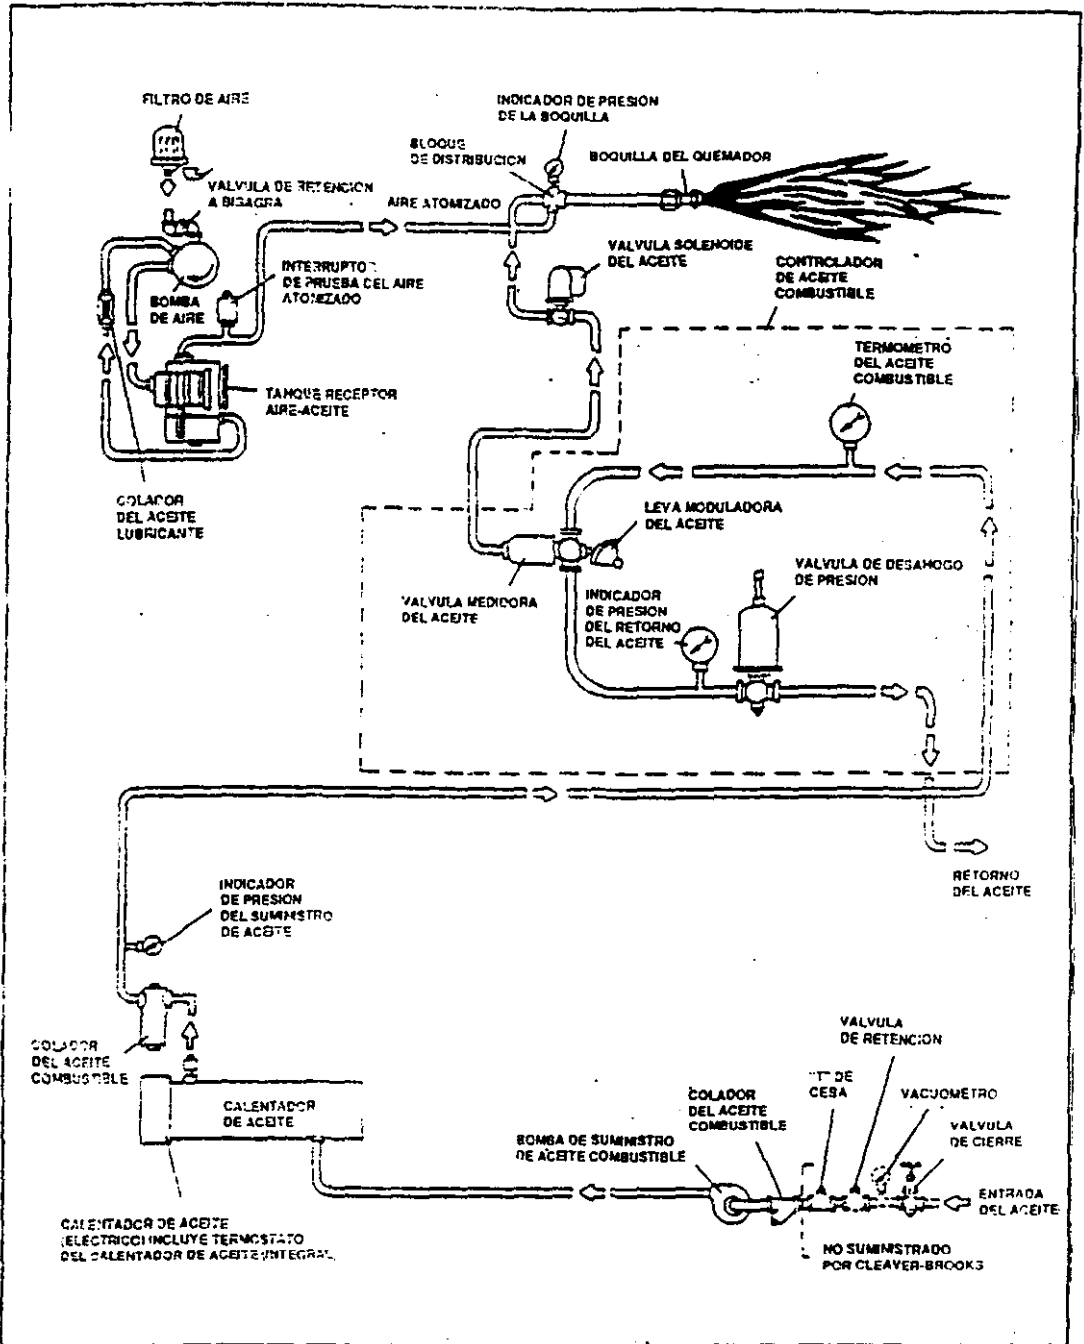 FILTRO DE AIRE
INDICADOR DE PRESION
DE LA BOQUILLA
BLOQUE
DE DISTRIBUCION
BOQUILLA DEL QUEMADOR
VALVULA DE RETENCION
A BISAGRA
AIRE ATOMIZADO
VALVULA SOLENOIDE
DEL ACEITE
CONTROLADOR
DE ACEITE
COMBUSTIBLE
INTERRUPTOR
DE PRUEBA DEL AIRE
ATOMIZADO
BOMBA
DE AIRE
TERMOMETRO
DEL ACEITE
COMBUSTIBLE
TANQUE RECEPTOR
AIRE-ACEITE
COLADOR
DEL ACEITE
LUBRICANTE
LEVA MODULADORA
DEL ACEITE
VALVULA DE DESAHOGO
DE PRESION
VALVULA MEDIDORA
DEL ACEITE
INDICADOR
DE PRESION
DEL RETORNO
DEL ACEITE
RETORNO
DEL ACEITE
INDICADOR
DE PRESION
DEL SUMINISTRO
DE ACEITE
COLADOR
DEL ACEITE
COMBUSTIBLE
CALENTADOR
DE ACEITE
VALVULA
DE RETENCION
DE
CESA
VACUOMETRO
VALVULA
DE CIERRE
COLADOR
DEL ACEITE
COMBUSTIBLE
BOMBA DE SUMINISTRO
DE ACEITE COMBUSTIBLE
ENTRADA
DEL ACEITE
CALENTADOR DE ACEITE
(ELECTRICO) INCLUYE TERMOSTATO
DEL CALENTADOR DE ACEITE INTEGRAL
NO SUMINISTRADO
POR CLEAVER-BROOKS